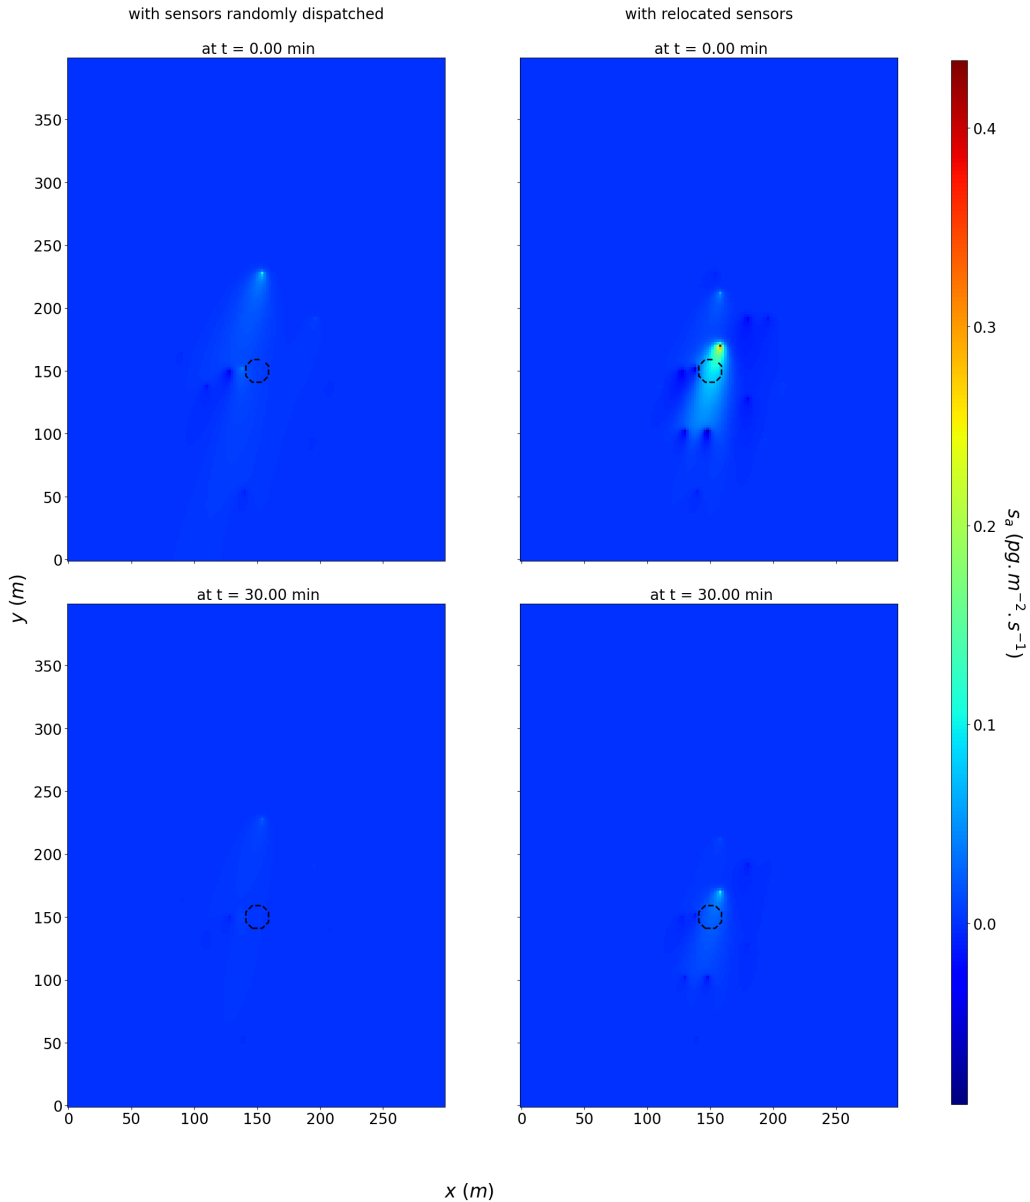 with sensors randomly dispatched
with relocated sensors
at t = 0.00 min
at t = 0.00 min
350
300
250
200
150
100
50
0
0.4
0.3
0.2
0.1
0.0
s_a (pg.m^{-2}.s^{-1})
y (m)
at t = 30.00 min
at t = 30.00 min
350
300
250
200
150
100
50
0
0 50 100 150 200 250
0 50 100 150 200 250
x (m)